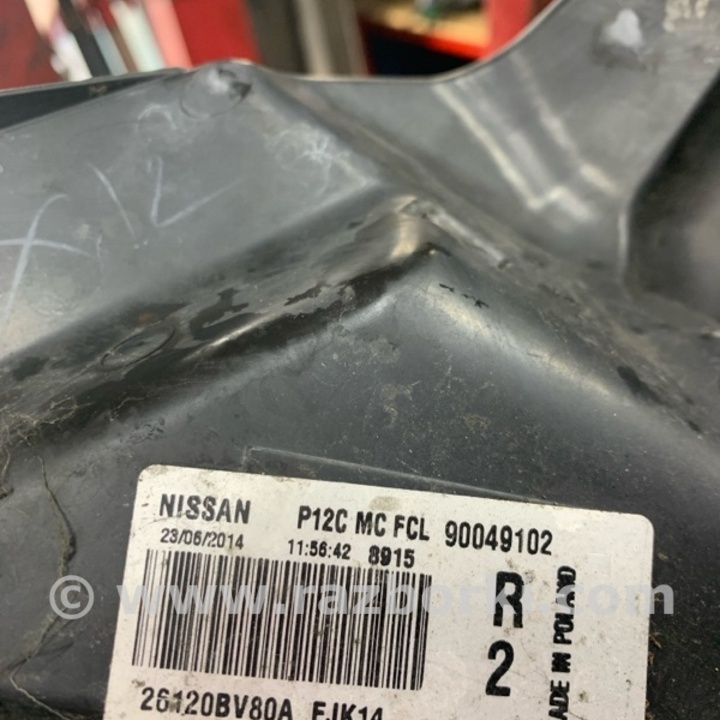 X12
NISSAN P12C MC FCL 90049102
23/06/2014 11:56:42 8915
R
2
MADE IN POLAND
© www.razborka.com
26120BV80A FJK14